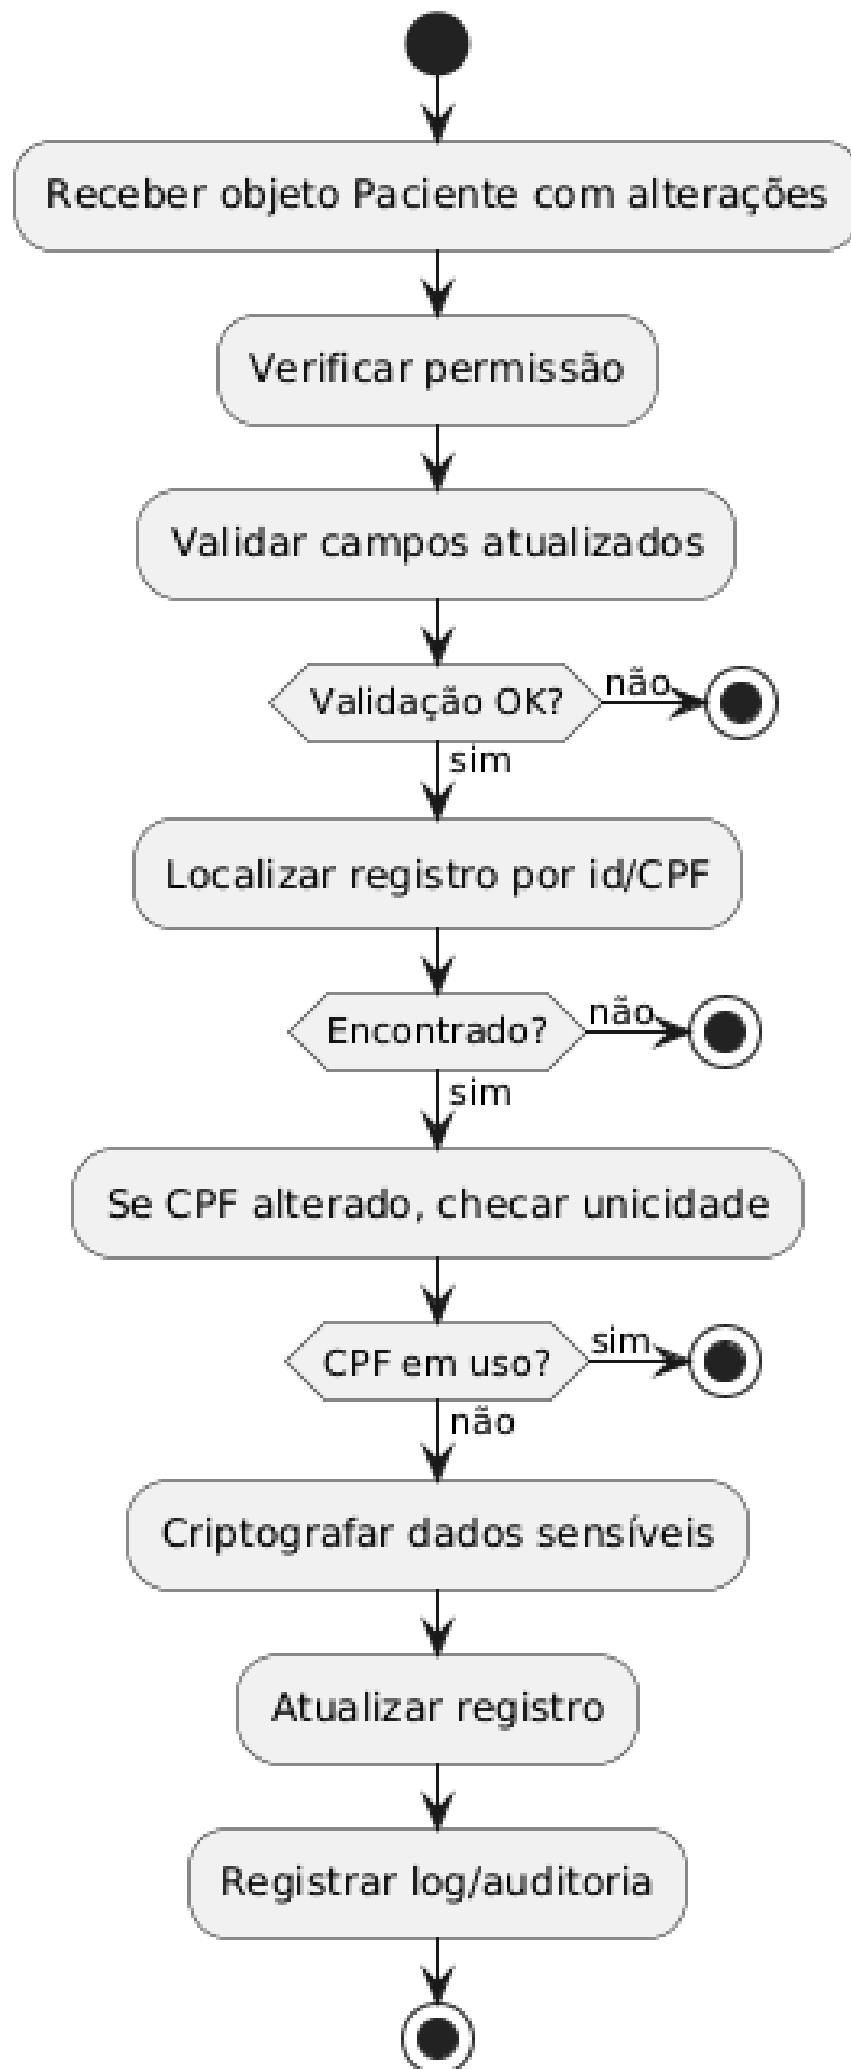 Receber objeto Paciente com alterações
Verificar permissão
Validar campos atualizados
Validação OK?
não
sim
Localizar registro por id/CPF
Encontrado?
não
sim
Se CPF alterado, checar unicidade
CPF em uso?
sim
não
Criptografar dados sensíveis
Atualizar registro
Registrar log/auditoria